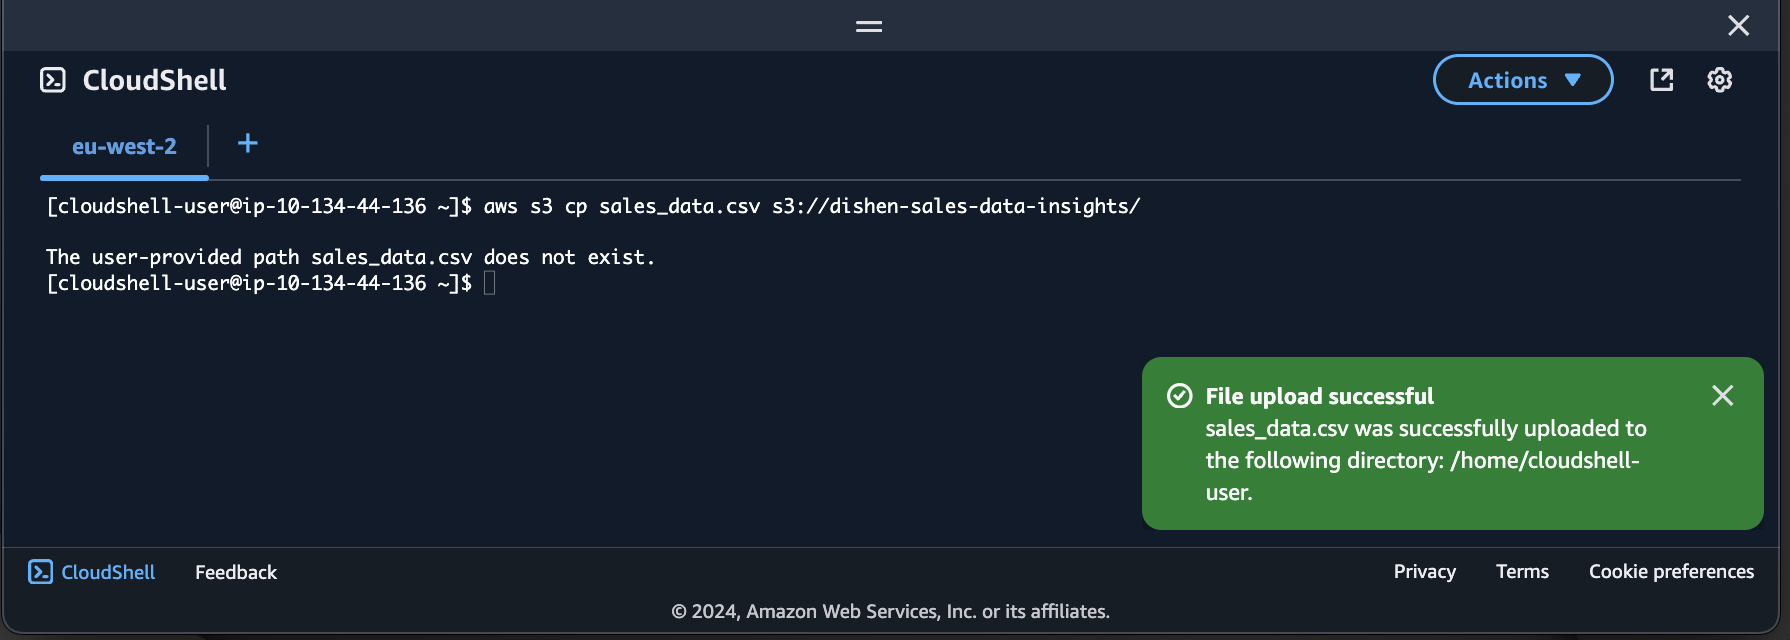 CloudShell
Actions
eu-west-2
+
[cloudshell-user@ip-10-134-44-136 ~]$ aws s3 cp sales_data.csv s3://dishen-sales-data-insights/
The user-provided path sales_data.csv does not exist.
[cloudshell-user@ip-10-134-44-136 ~]$
File upload successful
sales_data.csv was successfully uploaded to
the following directory: /home/cloudshell-
user.
CloudShell
Feedback
Privacy
Terms
Cookie preferences
© 2024, Amazon Web Services, Inc. or its affiliates.